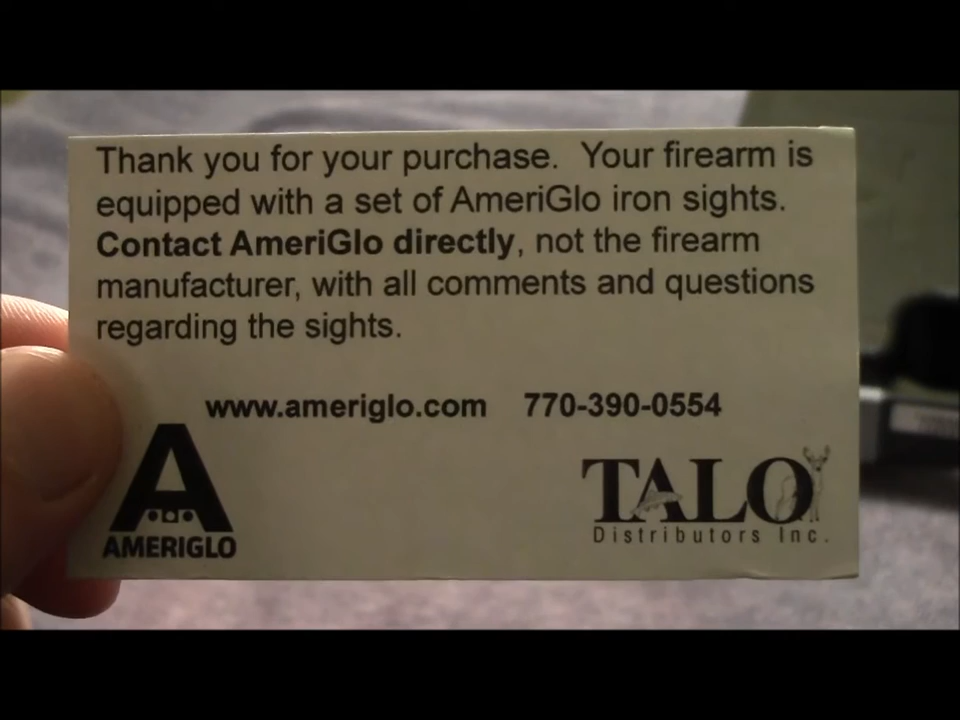 Thank you for your purchase.  Your firearm is
equipped with a set of AmeriGlo iron sights.
Contact AmeriGlo directly, not the firearm
manufacturer, with all comments and questions
regarding the sights.
www.ameriglo.com 770-390-0554
AMERIGLO
TALO
Distributors Inc.